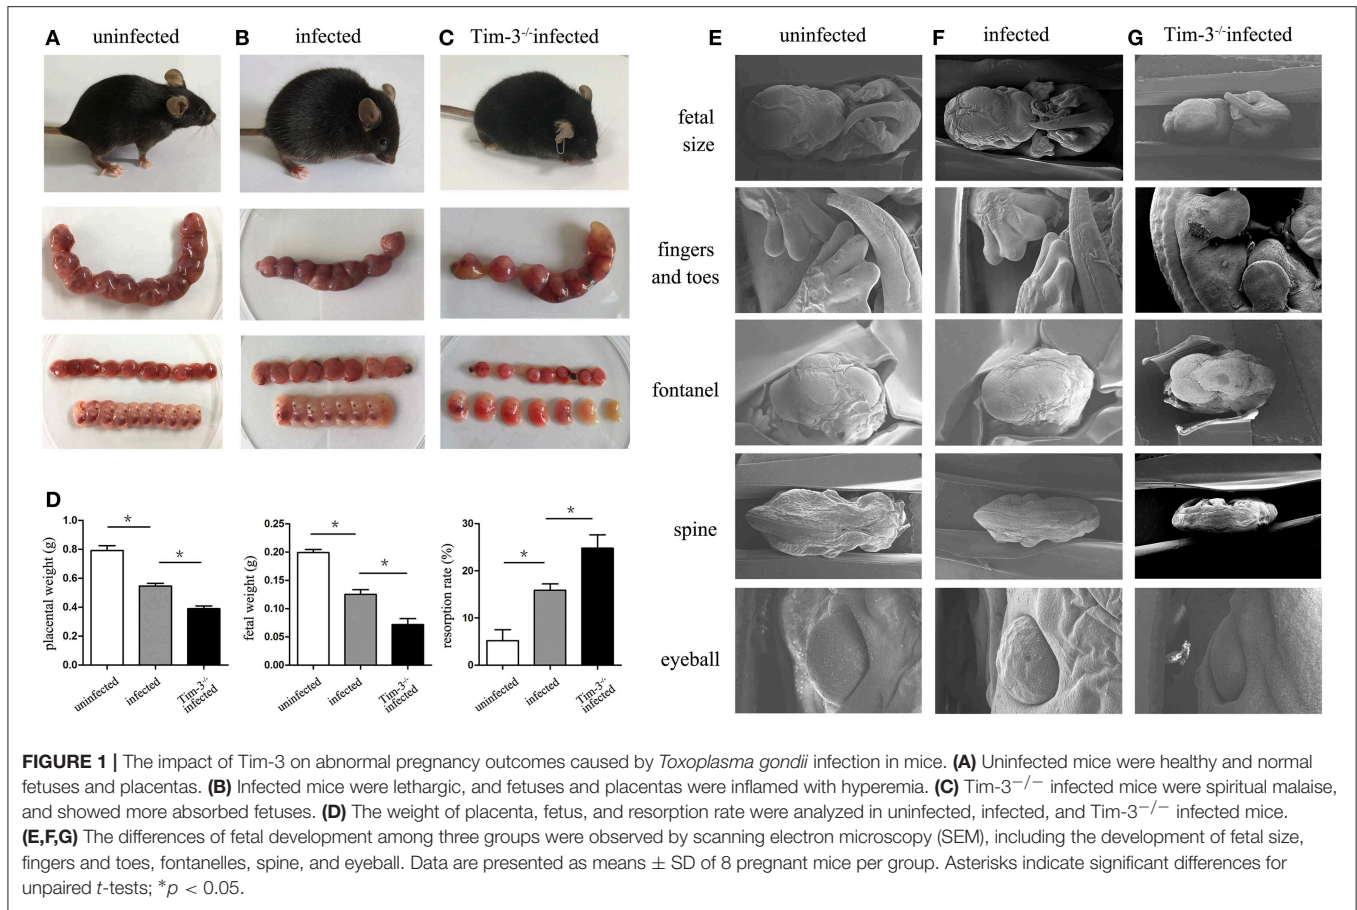 A uninfected
B infected
C Tim-3-/-infected
E uninfected
F infected
G Tim-3-/-infected
fetal
size
fingers
and toes
fontanel
spine
eyeball
D
placental weight (g)
1.0
0.8
0.6
0.4
0.2
0.0
*
*
uninfected
infected
Tim-3-/-
infected
fetal weight (g)
0.25
0.20
0.15
0.10
0.05
0.00
*
*
uninfected
infected
Tim-3-/-
infected
resorption rate (%)
30
20
10
0
*
*
uninfected
infected
Tim-3-/-
infected
FIGURE 1 | The impact of Tim-3 on abnormal pregnancy outcomes caused by Toxoplasma gondii infection in mice. (A) Uninfected mice were healthy and normal
fetuses and placentas. (B) Infected mice were lethargic, and fetuses and placentas were inflamed with hyperemia. (C) Tim-3−/− infected mice were spiritual malaise,
and showed more absorbed fetuses. (D) The weight of placenta, fetus, and resorption rate were analyzed in uninfected, infected, and Tim-3−/− infected mice.
(E,F,G) The differences of fetal development among three groups were observed by scanning electron microscopy (SEM), including the development of fetal size,
fingers and toes, fontanelles, spine, and eyeball. Data are presented as means ± SD of 8 pregnant mice per group. Asterisks indicate significant differences for
unpaired t-tests; *p < 0.05.